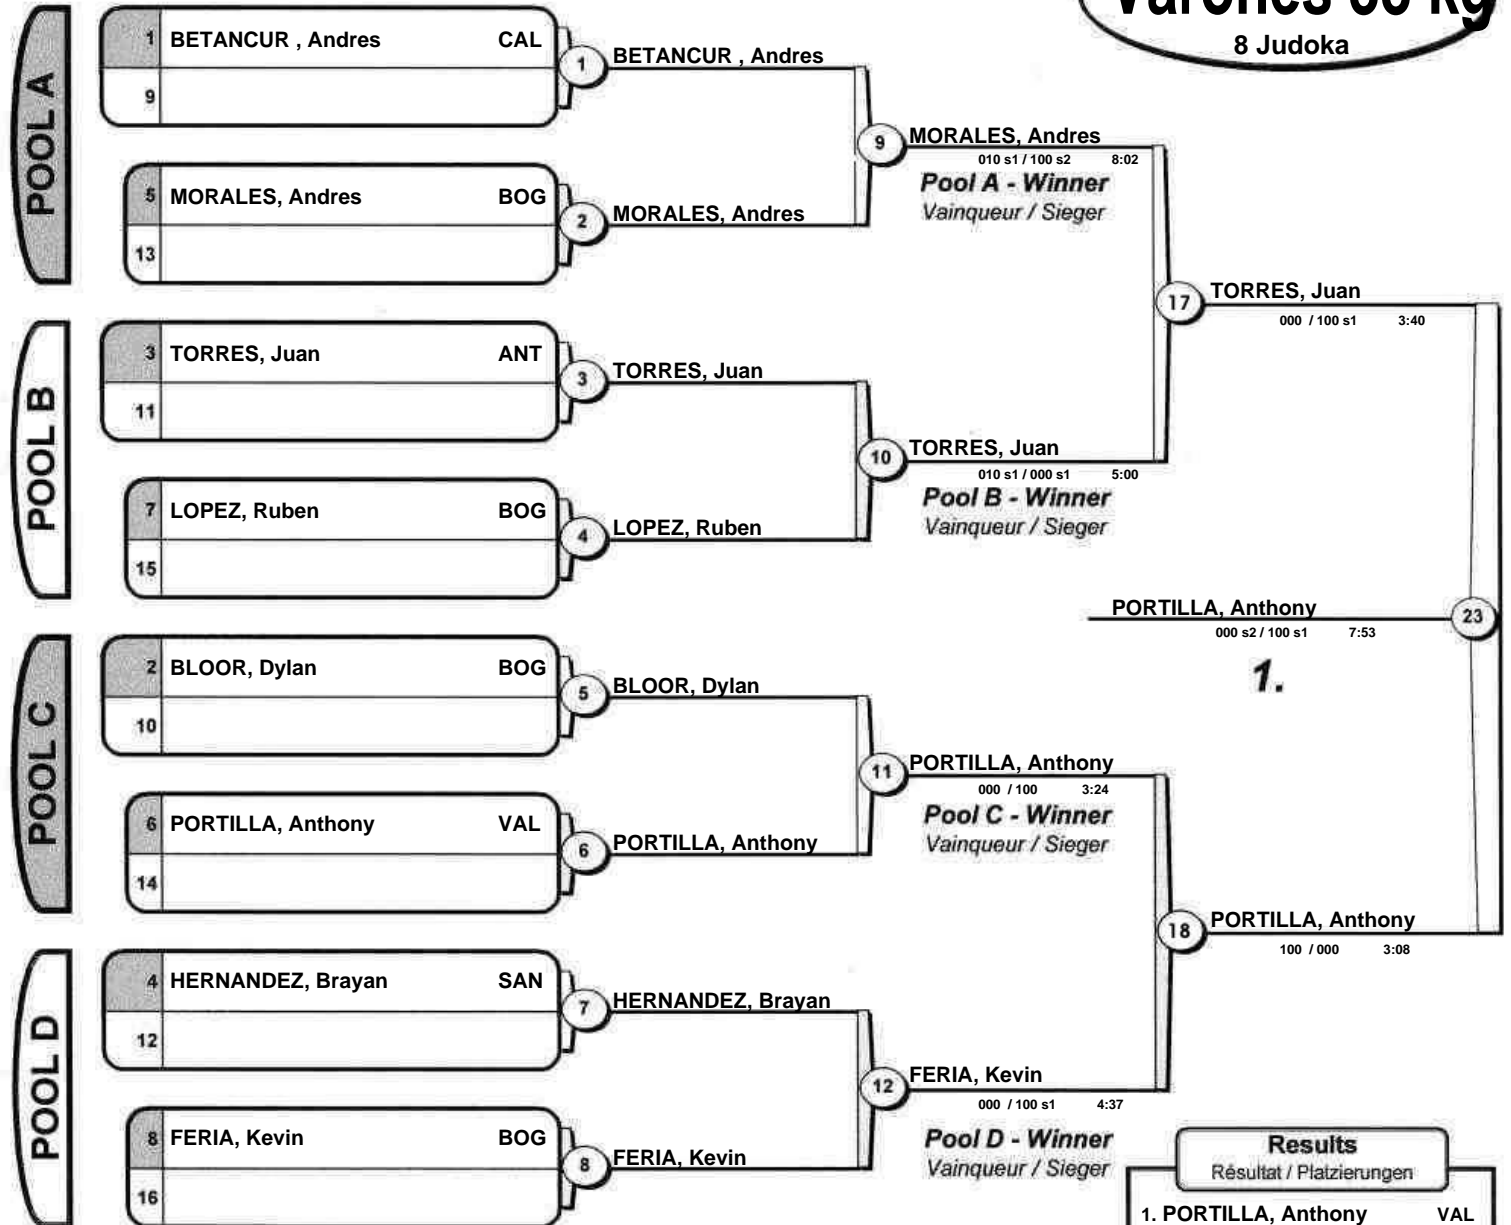 8 Judoka
POOL A
1 BETANCUR , Andres CAL
9
1 BETANCUR , Andres
5 MORALES, Andres BOG
13
2 MORALES, Andres
9 MORALES, Andres
010 s1 / 100 s2 8:02
Pool A - Winner
Vainqueur / Sieger
POOL B
3 TORRES, Juan ANT
11
3 TORRES, Juan
7 LOPEZ, Ruben BOG
15
4 LOPEZ, Ruben
10 TORRES, Juan
010 s1 / 000 s1 5:00
Pool B - Winner
Vainqueur / Sieger
17 TORRES, Juan
000 / 100 s1 3:40
PORTILLA, Anthony 23
000 s2 / 100 s1 7:53
1.
POOL C
2 BLOOR, Dylan BOG
10
5 BLOOR, Dylan
6 PORTILLA, Anthony VAL
14
6 PORTILLA, Anthony
11 PORTILLA, Anthony
000 / 100 3:24
Pool C - Winner
Vainqueur / Sieger
POOL D
4 HERNANDEZ, Brayan SAN
12
7 HERNANDEZ, Brayan
8 FERIA, Kevin BOG
16
8 FERIA, Kevin
12 FERIA, Kevin
000 / 100 s1 4:37
Pool D - Winner
Vainqueur / Sieger
18 PORTILLA, Anthony
100 / 000 3:08
Results
Résultat / Platzierungen
1. PORTILLA, Anthony VAL